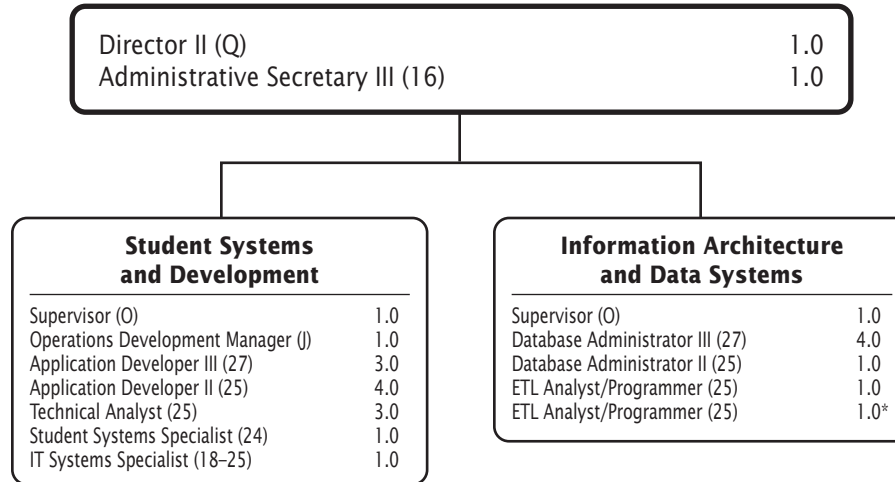 Director II (Q) 1.0
Administrative Secretary III (16) 1.0
Student Systems
and Development
Supervisor (O) 1.0
Operations Development Manager (J) 1.0
Application Developer III (27) 3.0
Application Developer II (25) 4.0
Technical Analyst (25) 3.0
Student Systems Specialist (24) 1.0
IT Systems Specialist (18–25) 1.0
Information Architecture
and Data Systems
Supervisor (O) 1.0
Database Administrator III (27) 4.0
Database Administrator II (25) 1.0
ETL Analyst/Programmer (25) 1.0
ETL Analyst/Programmer (25) 1.0*